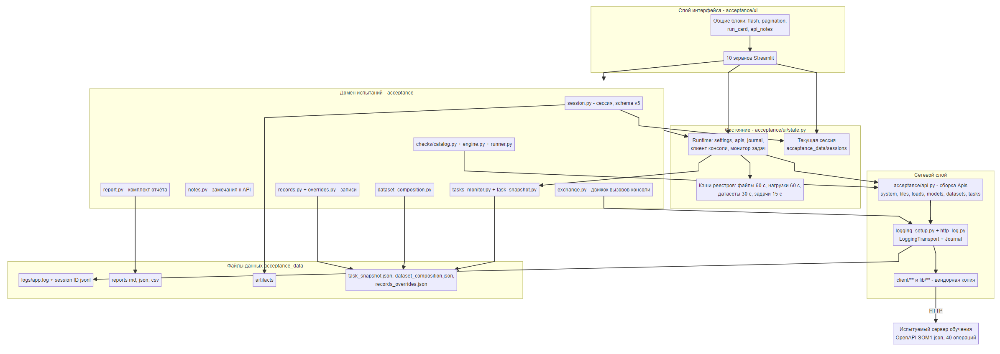 Слой интерфейса - acceptance/ui
Общие блоки: flash, pagination,
run_card, api_notes
10 экранов Streamlit
Домен испытаний - acceptance
session.py - сессия, schema v5
checks/catalog.py + engine.py + runner.py
report.py - комплект отчёта
notes.py - замечания к API
records.py + overrides.py - записи
dataset_composition.py
tasks_monitor.py + task_snapshot.py
exchange.py - движок вызовов консоли
Состояние - acceptance/ui/state.py
Runtime: settings, apis, journal,
клиент консоли, монитор задач
Текущая сессия
acceptance_data/sessions
Кэши реестров: файлы 60 с, нагрузки 60 с,
датасеты 30 с, задачи 15 с
Сетевой слой
acceptance/api.py - сборка Apis
system, files, loads, models, datasets, tasks
logging_setup.py + http_log.py
LoggingTransport + Journal
client/** и lib/** - вендорная копия
Файлы данных acceptance_data
logs/app.log + session ID jsonl
reports md, json, csv
artifacts
task_snapshot.json, dataset_composition.json,
records_overrides.json
HTTP
Испытуемый сервер обучения
OpenAPI SOM1.json, 40 операций